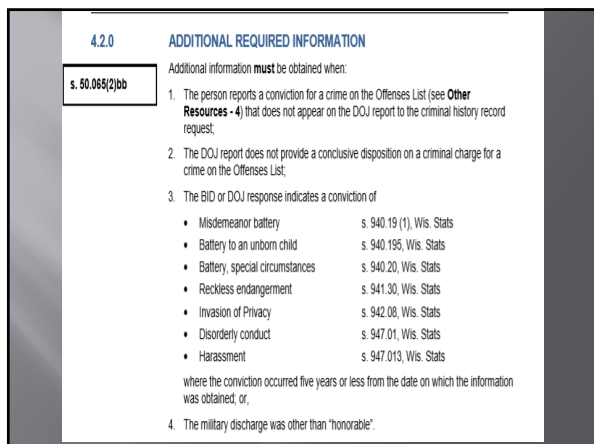 4.2.0 ADDITIONAL REQUIRED INFORMATION
s. 50.065(2)bb
Additional information must be obtained when:
1. The person reports a conviction for a crime on the Offenses List (see Other
Resources - 4) that does not appear on the DOJ report to the criminal history record
request;
2. The DOJ report does not provide a conclusive disposition on a criminal charge for a
crime on the Offenses List;
3. The BID or DOJ response indicates a conviction of
• Misdemeanor battery s. 940.19 (1), Wis. Stats
• Battery to an unborn child s. 940.195, Wis. Stats
• Battery, special circumstances s. 940.20, Wis. Stats
• Reckless endangerment s. 941.30, Wis. Stats
• Invasion of Privacy s. 942.08, Wis. Stats
• Disorderly conduct s. 947.01, Wis. Stats
• Harassment s. 947.013, Wis. Stats
where the conviction occurred five years or less from the date on which the information
was obtained; or,
4. The military discharge was other than “honorable”.